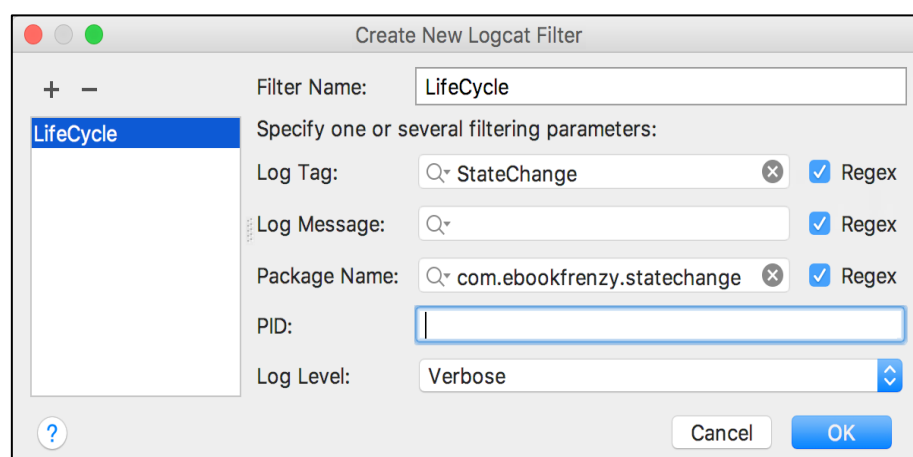 Create New Logcat Filter
+ −
Filter Name: LifeCycle
LifeCycle
Specify one or several filtering parameters:
Log Tag: StateChange Regex
Log Message: Regex
Package Name: com.ebookfrenzy.statechange Regex
PID:
Log Level: Verbose
? Cancel OK